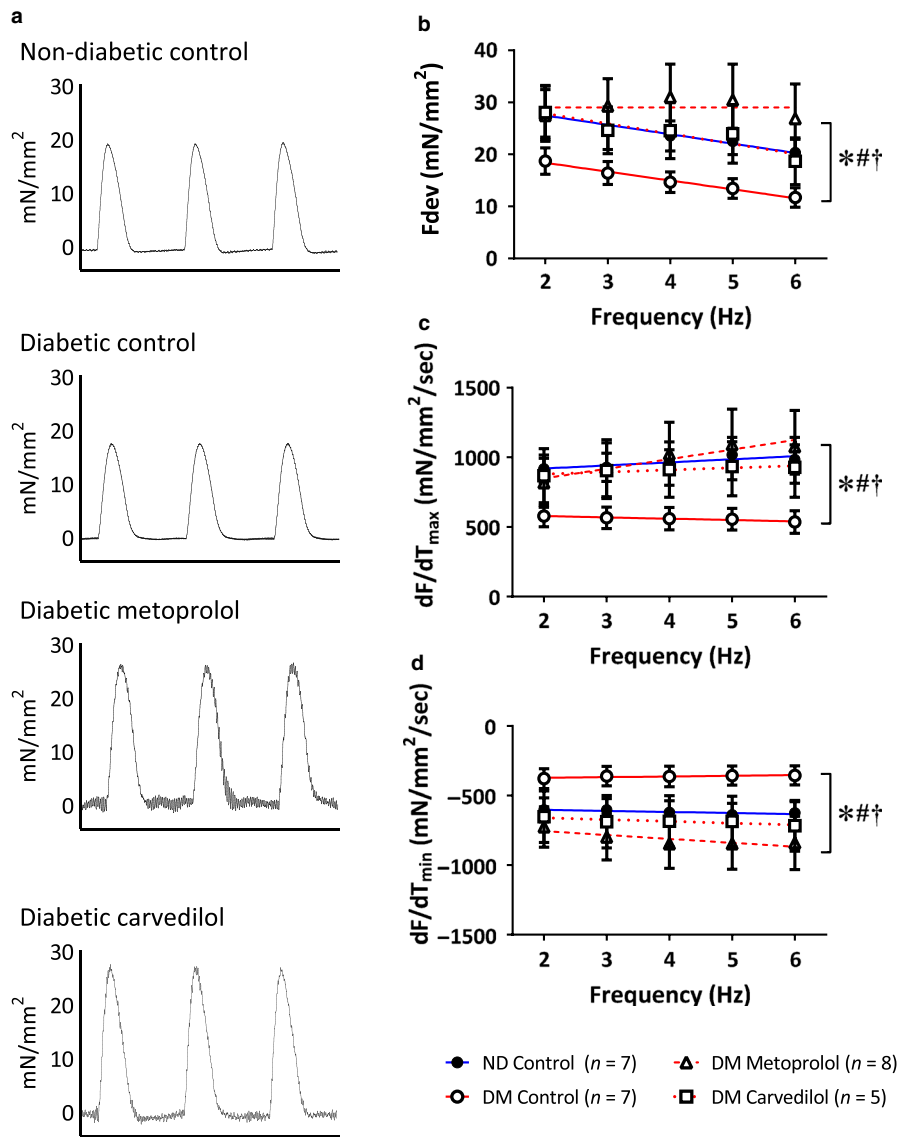 a
Non-diabetic control
30
20
10
0
mN/mm²
Diabetic control
30
20
10
0
mN/mm²
Diabetic metoprolol
30
20
10
0
mN/mm²
Diabetic carvedilol
30
20
10
0
mN/mm²
b
40
30
20
10
0
Fdev (mN/mm²)
2 3 4 5 6
Frequency (Hz)
*#†
c
1500
1000
500
0
dF/dTmax (mN/mm²/sec)
2 3 4 5 6
Frequency (Hz)
*#†
d
0
−500
−1000
−1500
dF/dTmin (mN/mm²/sec)
2 3 4 5 6
Frequency (Hz)
*#†
ND Control (n = 7)
DM Metoprolol (n = 8)
DM Control (n = 7)
DM Carvedilol (n = 5)